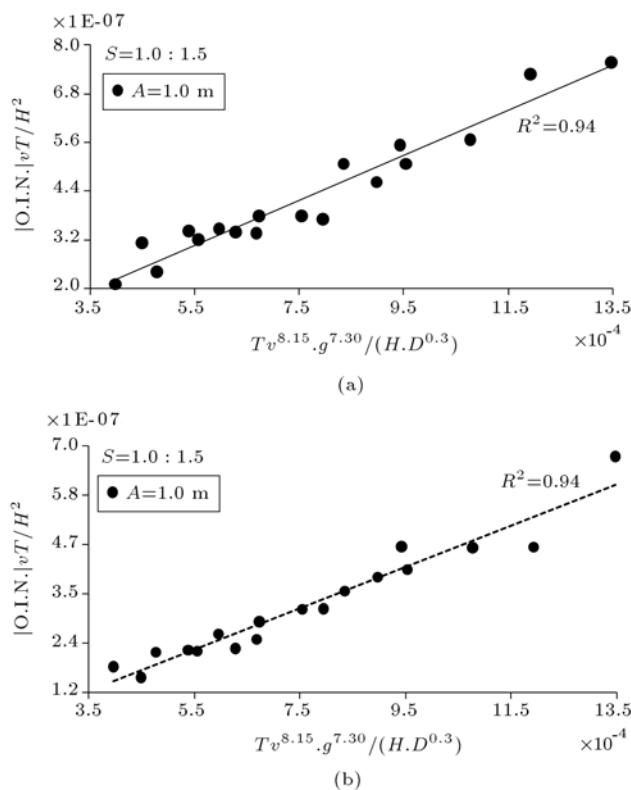 ×1E-07
8.0
S=1.0 : 1.5
A=1.0 m
6.8
R²=0.94
5.6
4.4
3.2
2.0
|O.I.N.|vT/H²
3.5 5.5 7.5 9.5 11.5 13.5
Tv^8.15.g^7.30/(H.D^0.3)
×10^-4
(a)
×1E-07
7.0
S=1.0 : 1.5
R²=0.94
A=1.0 m
5.8
4.7
3.5
2.4
1.2
|O.I.N.|vT/H²
3.5 5.5 7.5 9.5 11.5 13.5
Tv^8.15.g^7.30/(H.D^0.3)
×10^-4
(b)